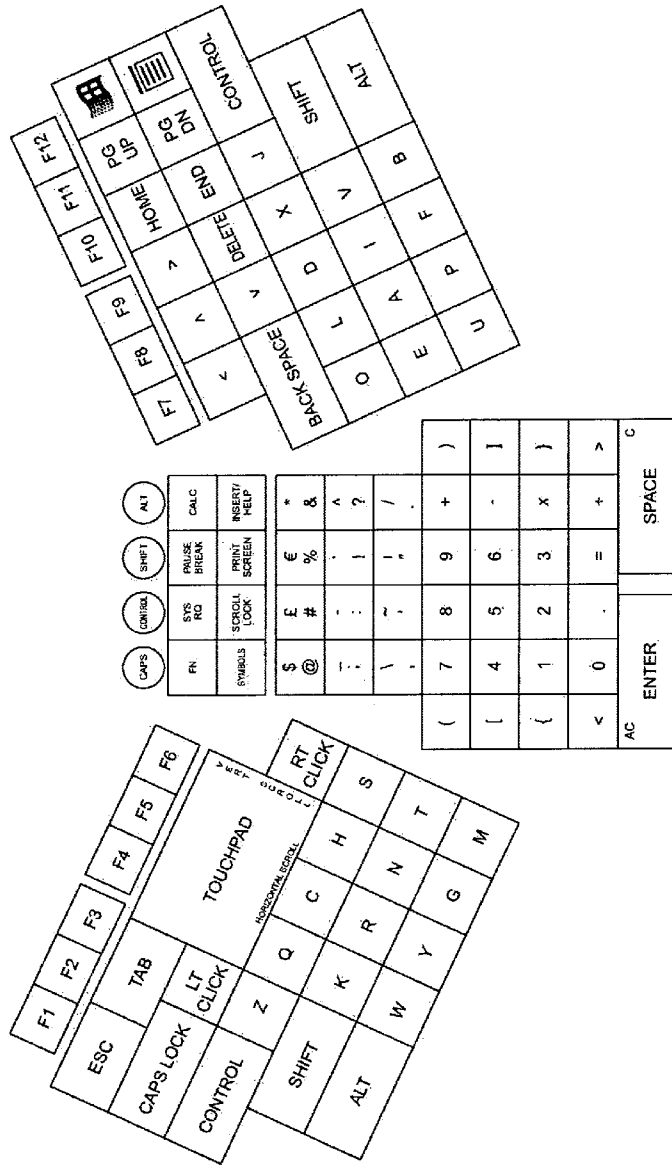 F1 F2 F3 F4 F5 F6
ESC TAB TOUCHPAD
VERT SCROLL
HORIZONTAL SCROLL
CAPS LOCK LT CLICK RT CLICK
CONTROL Z Q C H S
SHIFT K R N T
ALT W Y G M
CAPS CONTROL SHIFT ALT
FN SYS RQ PAUSE BREAK CALC
SYMBOLS SCROLL LOCK PRINT SCREEN INSERT/ HELP
$ £ € *
@ # % &
^
?
\ ~ /
( 7 8 9 + )
[ 4 5 6 - ]
{ 1 2 3 x }
< 0 . = ÷ >
AC ENTER SPACE C
F7 F8 F9 F10 F11 F12
< ^ > HOME PG UP
BACK SPACE v DELETE END PG DN
O L D X J CONTROL
E A I V SHIFT
U P F B ALT